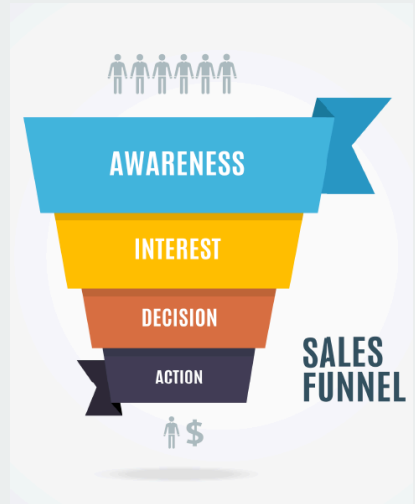 AWARENESS
INTEREST
DECISION
ACTION
SALES
FUNNEL
$